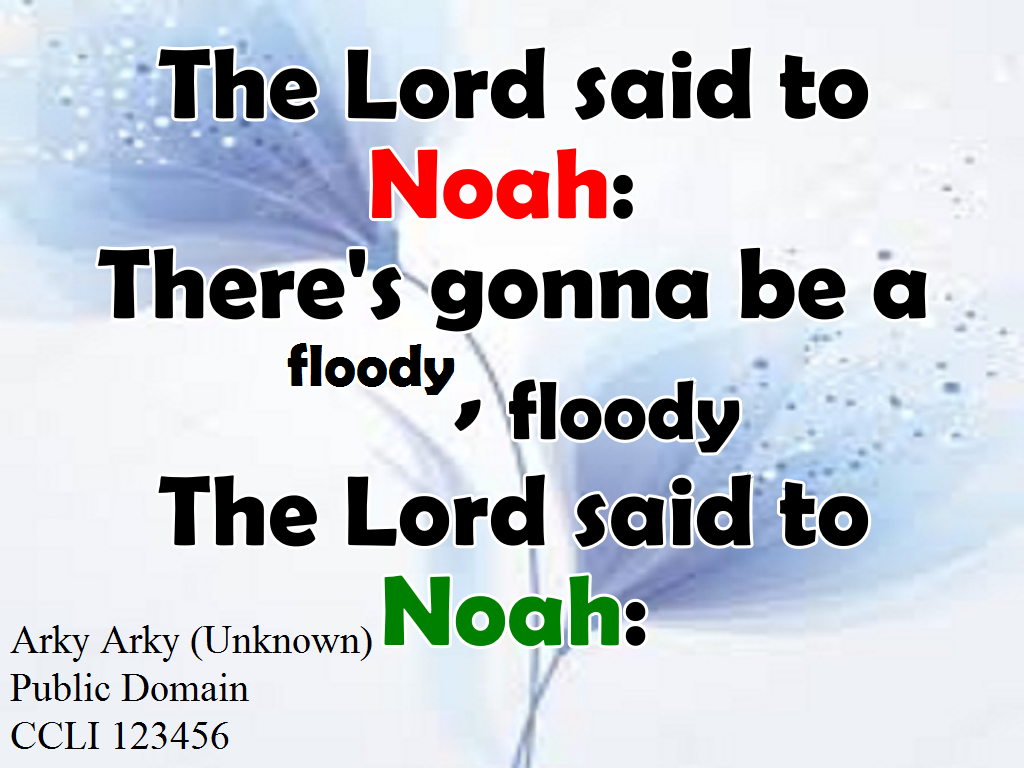 The Lord said to
Noah:
There's gonna be a
floody, floody
The Lord said to
Noah:
Arky Arky (Unknown)
Public Domain
CCLI 123456